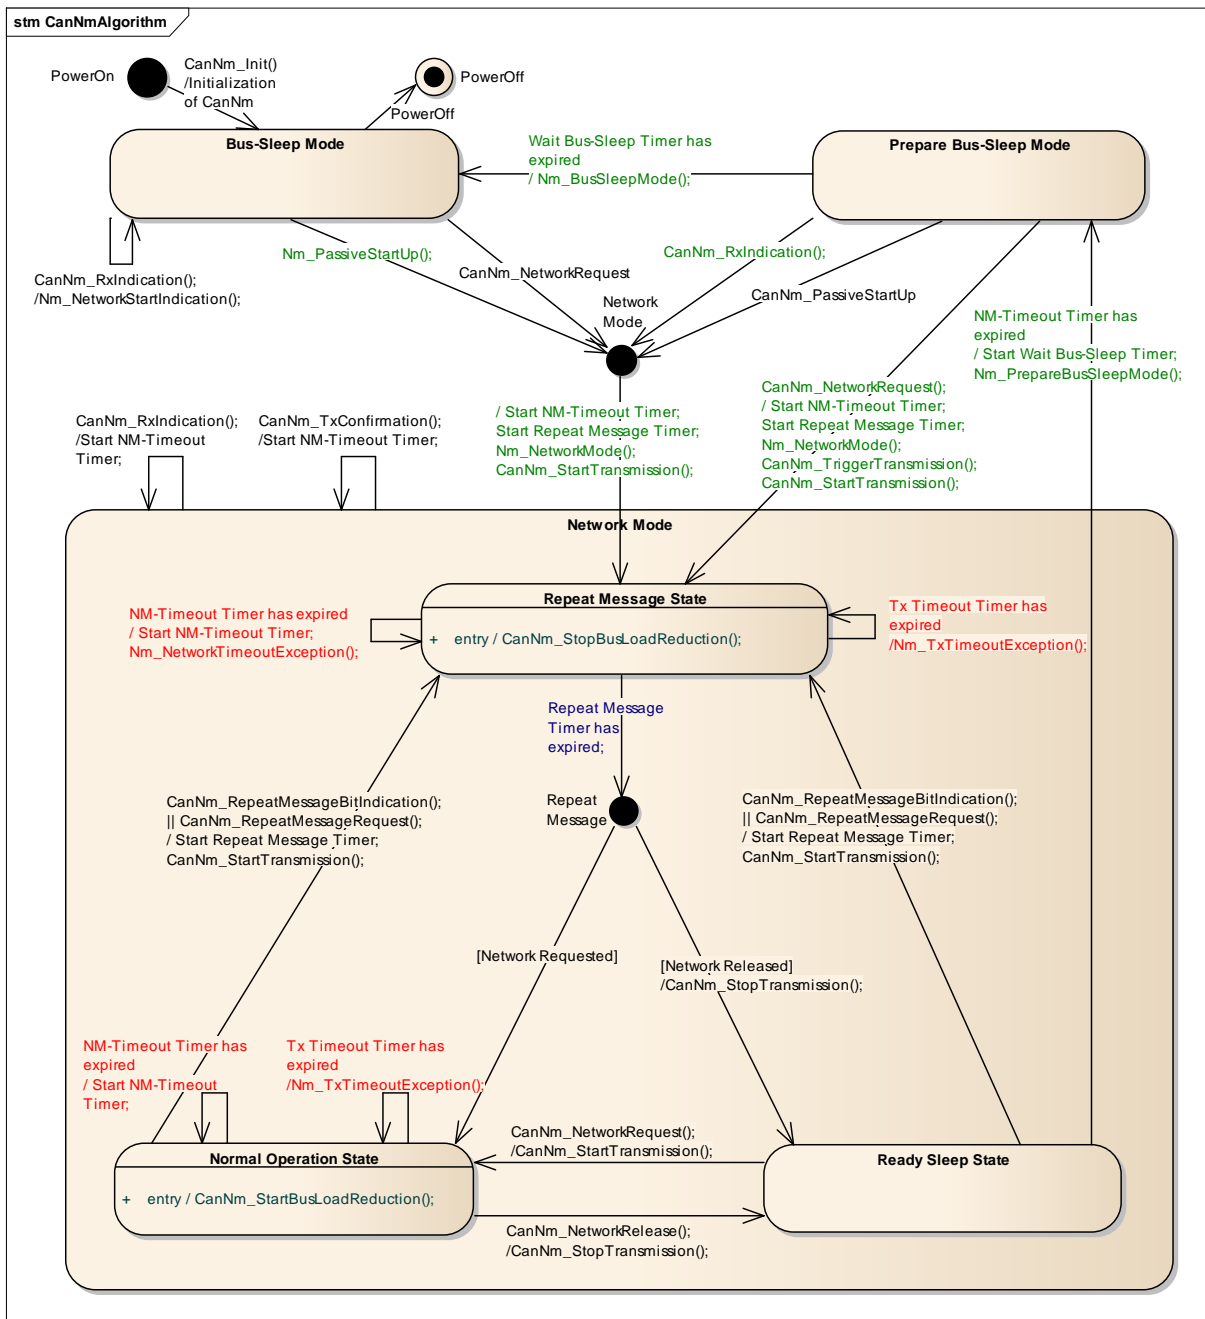 stm CanNmAlgorithm
PowerOn
CanNm_Init()
/Initialization
of CanNm
PowerOff
PowerOff
Bus-Sleep Mode
Wait Bus-Sleep Timer has
expired
/ Nm_BusSleepMode();
Prepare Bus-Sleep Mode
CanNm_RxIndication();
/Nm_NetworkStartIndication();
Nm_PassiveStartUp();
CanNm_NetworkRequest
CanNm_RxIndication();
CanNm_PassiveStartUp
Network
Mode
NM-Timeout Timer has
expired
/ Start Wait Bus-Sleep Timer;
Nm_PrepareBusSleepMode();
CanNm_RxIndication();
/Start NM-Timeout
Timer;
CanNm_TxConfirmation();
/Start NM-Timeout Timer;
/ Start NM-Timeout Timer;
Start Repeat Message Timer;
Nm_NetworkMode();
CanNm_StartTransmission();
CanNm_NetworkRequest();
/ Start NM-Timeout Timer;
Start Repeat Message Timer;
Nm_NetworkMode();
CanNm_TriggerTransmission();
CanNm_StartTransmission();
Network Mode
NM-Timeout Timer has expired
/ Start NM-Timeout Timer;
Nm_NetworkTimeoutException();
Repeat Message State
+ entry / CanNm_StopBusLoadReduction();
Tx Timeout Timer has
expired
/Nm_TxTimeoutException();
Repeat Message
Timer has
expired;
CanNm_RepeatMessageBitIndication();
|| CanNm_RepeatMessageRequest();
/ Start Repeat Message Timer;
CanNm_StartTransmission();
Repeat
Message
CanNm_RepeatMessageBitIndication();
|| CanNm_RepeatMessageRequest();
/ Start Repeat Message Timer;
CanNm_StartTransmission();
[Network Requested]
[Network Released]
/CanNm_StopTransmission();
NM-Timeout Timer has
expired
/ Start NM-Timeout
Timer;
Tx Timeout Timer has
expired
/Nm_TxTimeoutException();
Normal Operation State
+ entry / CanNm_StartBusLoadReduction();
CanNm_NetworkRequest();
/CanNm_StartTransmission();
Ready Sleep State
CanNm_NetworkRelease();
/CanNm_StopTransmission();